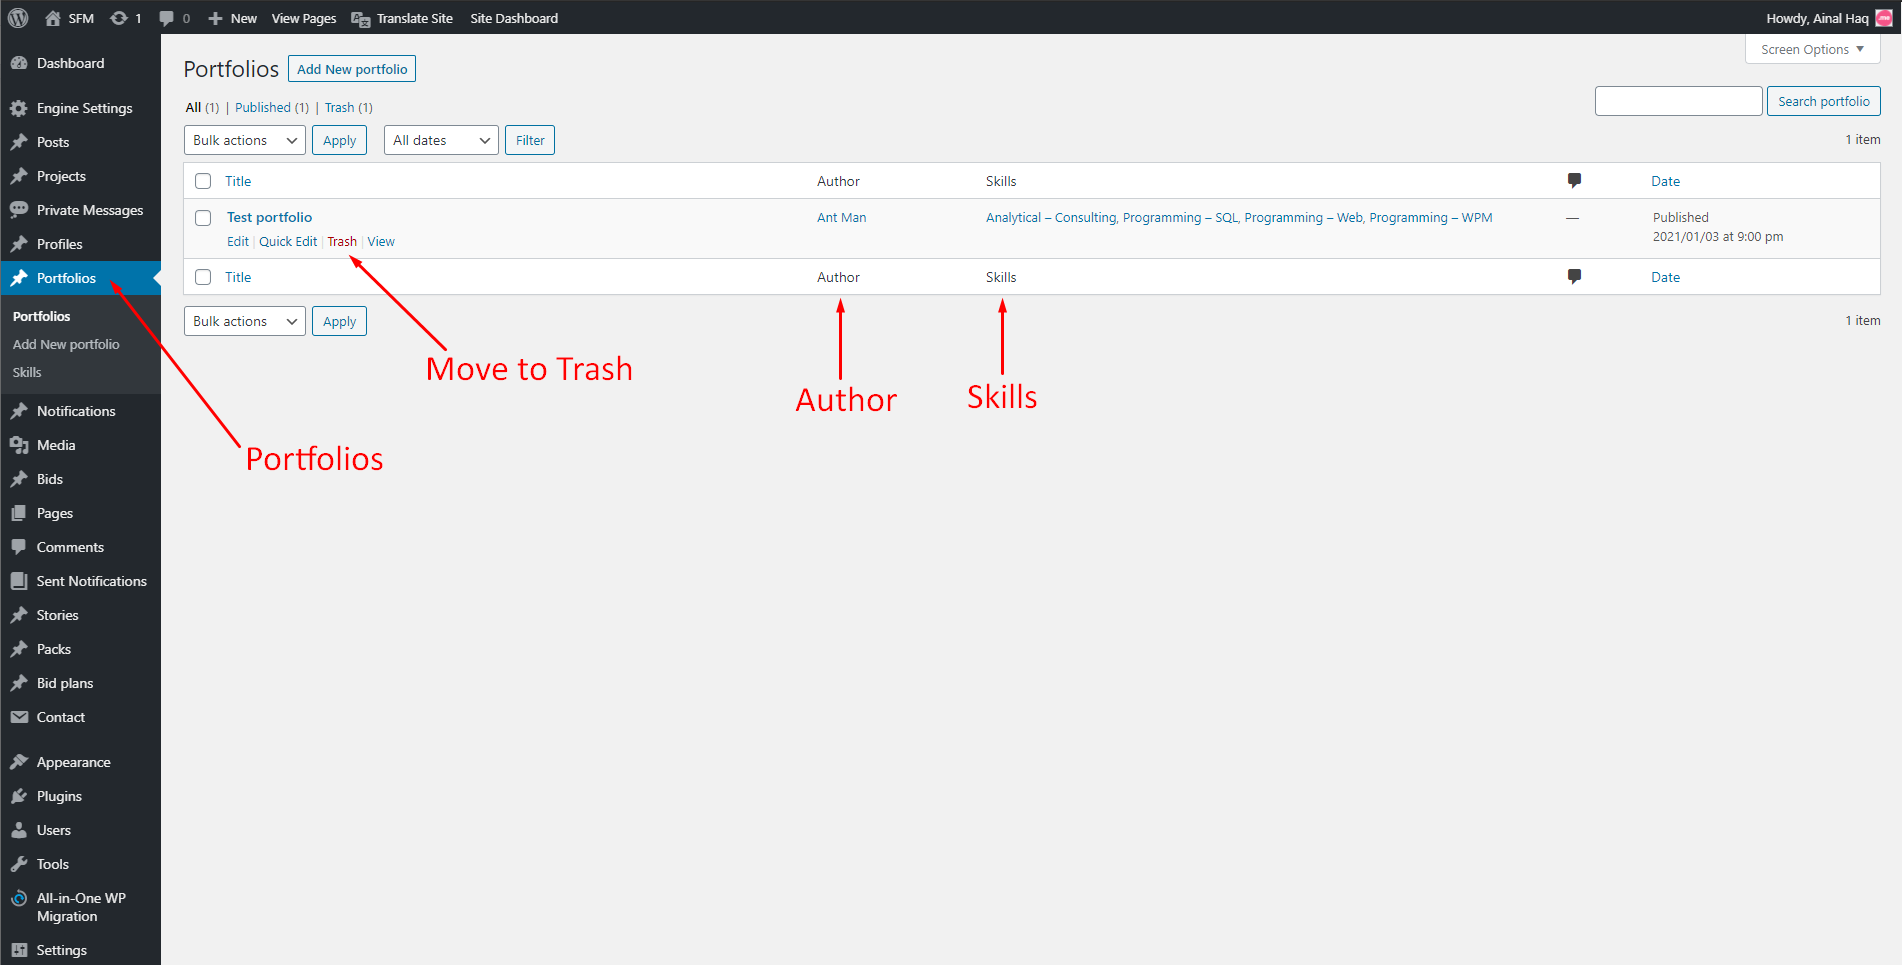 SFM 1 0 New View Pages Translate Site Site Dashboard Howdy, Ainal Haq
Screen Options
Dashboard
Engine Settings
Posts
Projects
Private Messages
Profiles
Portfolios
Portfolios
Add New portfolio
Skills
Notifications
Media
Bids
Pages
Comments
Sent Notifications
Stories
Packs
Bid plans
Contact
Appearance
Plugins
Users
Tools
All-in-One WP
Migration
Settings
Portfolios Add New portfolio
All (1) | Published (1) | Trash (1)
Search portfolio
Bulk actions Apply All dates Filter 1 item
Title Author Skills Date
Test portfolio Ant Man Analytical – Consulting, Programming – SQL, Programming – Web, Programming – WPM — Published
Edit | Quick Edit | Trash | View 2021/01/03 at 9:00 pm
Title Author Skills Date
Bulk actions Apply 1 item
Move to Trash
Author
Skills
Portfolios